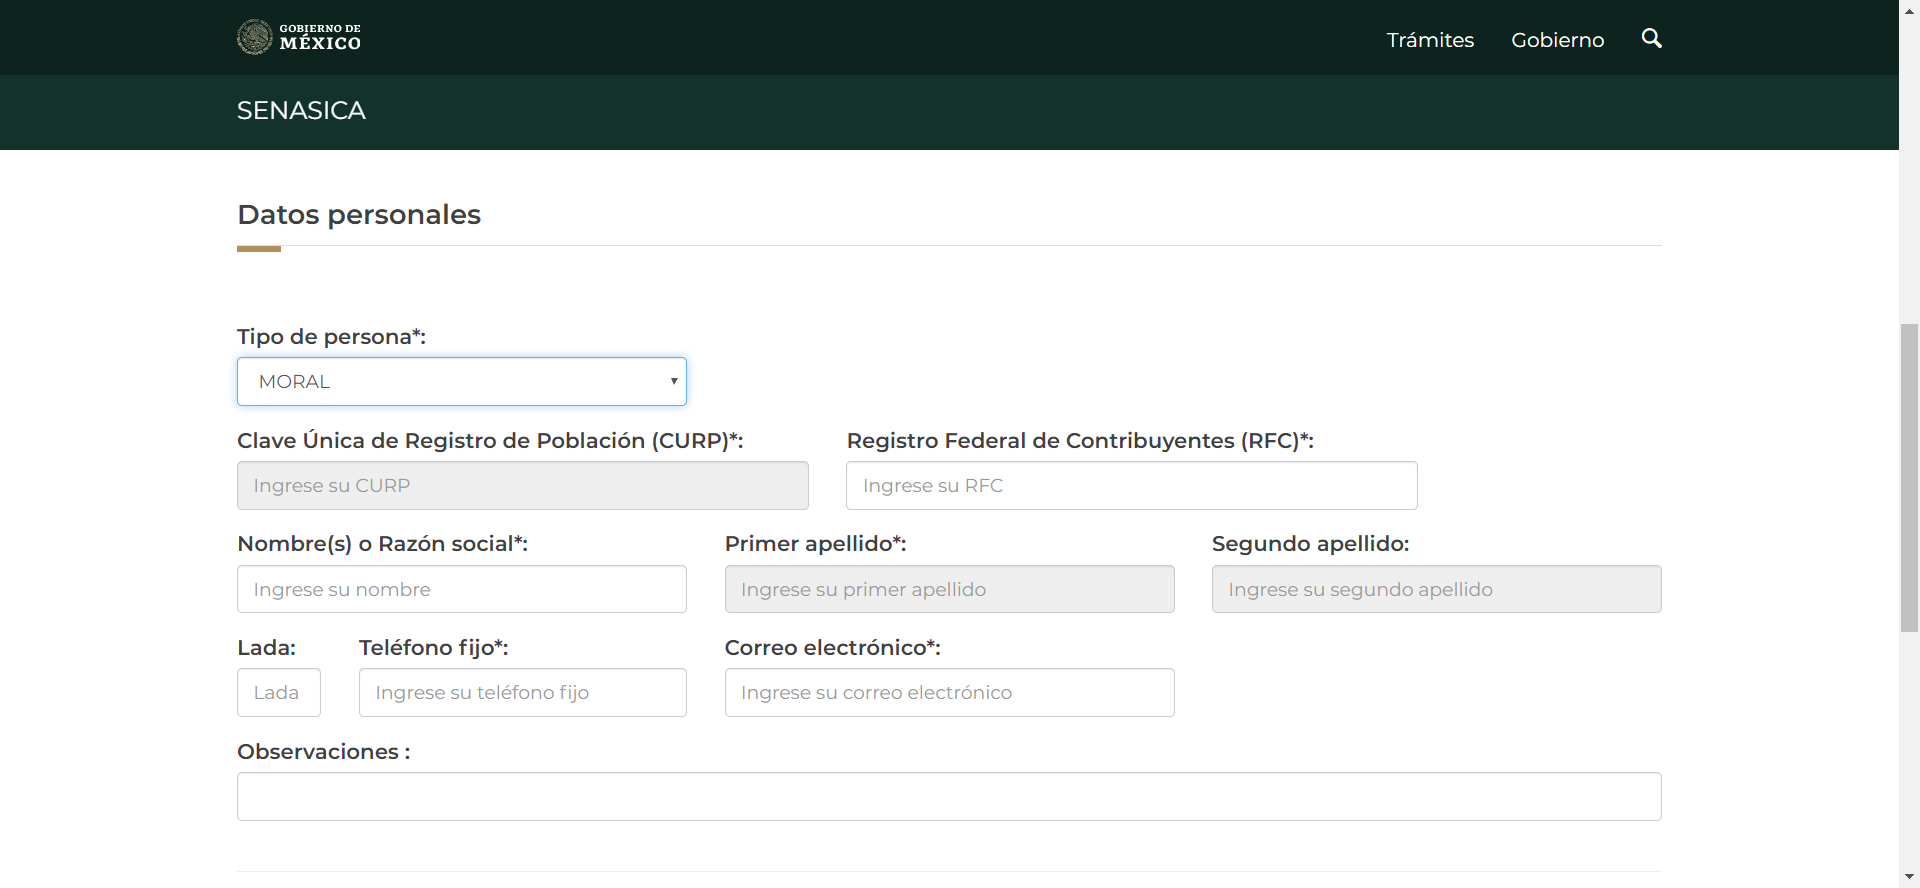 GOBIERNO DE
MÉXICO
Trámites
Gobierno
SENASICA
Datos personales
Tipo de persona*:
MORAL
Clave Única de Registro de Población (CURP)*:
Registro Federal de Contribuyentes (RFC)*:
Ingrese su CURP
Ingrese su RFC
Nombre(s) o Razón social*:
Primer apellido*:
Segundo apellido:
Ingrese su nombre
Ingrese su primer apellido
Ingrese su segundo apellido
Lada:
Teléfono fijo*:
Correo electrónico*:
Lada
Ingrese su teléfono fijo
Ingrese su correo electrónico
Observaciones :